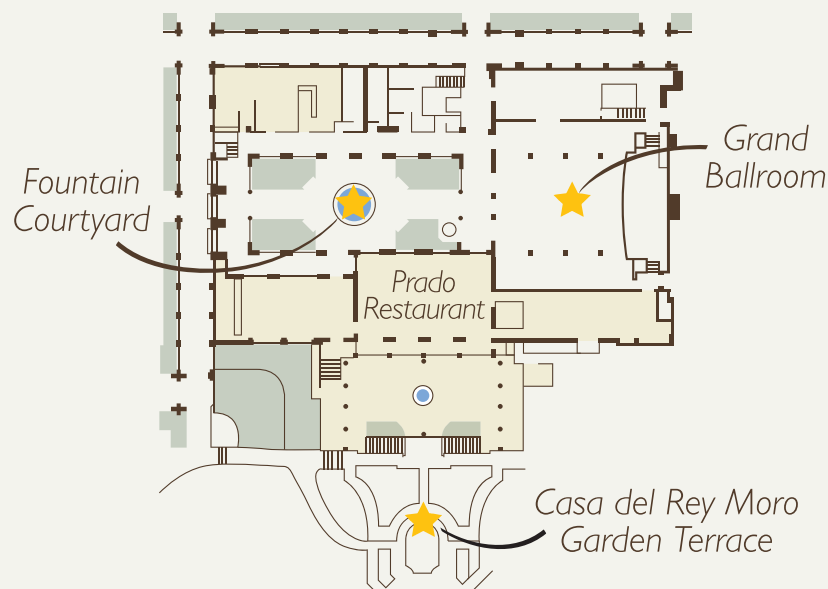 Fountain
Courtyard
Grand
Ballroom
Prado
Restaurant
Casa del Rey Moro
Garden Terrace